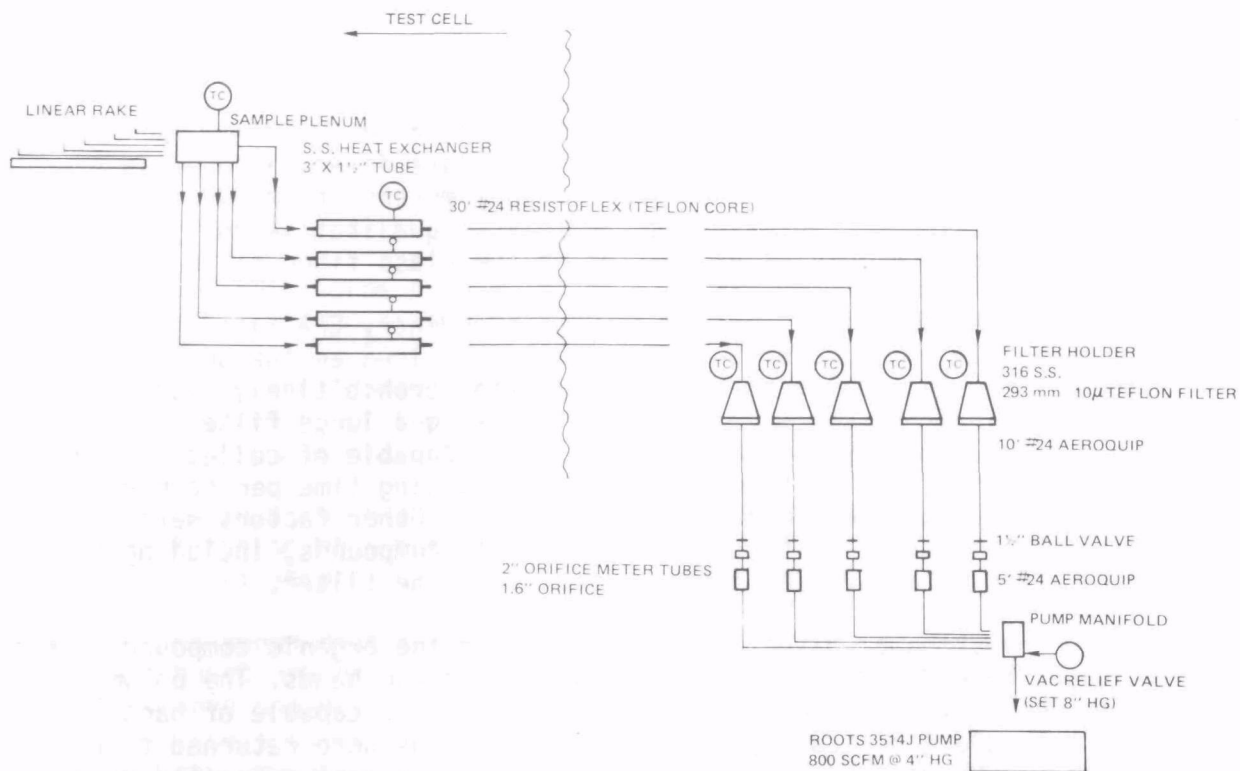 TEST CELL
TC
LINEAR RAKE
SAMPLE PLENUM
S. S. HEAT EXCHANGER
3' X 1½" TUBE
TC
30' #24 RESISTOFLEX (TEFLON CORE)
TC TC TC TC TC
FILTER HOLDER
316 S.S.
293 mm 10μ TEFLON FILTER
10' #24 AEROQUIP
1½" BALL VALVE
2" ORIFICE METER TUBES
1.6" ORIFICE
5' #24 AEROQUIP
PUMP MANIFOLD
VAC RELIEF VALVE
(SET 8" HG)
ROOTS 3514J PUMP
800 SCFM @ 4" HG